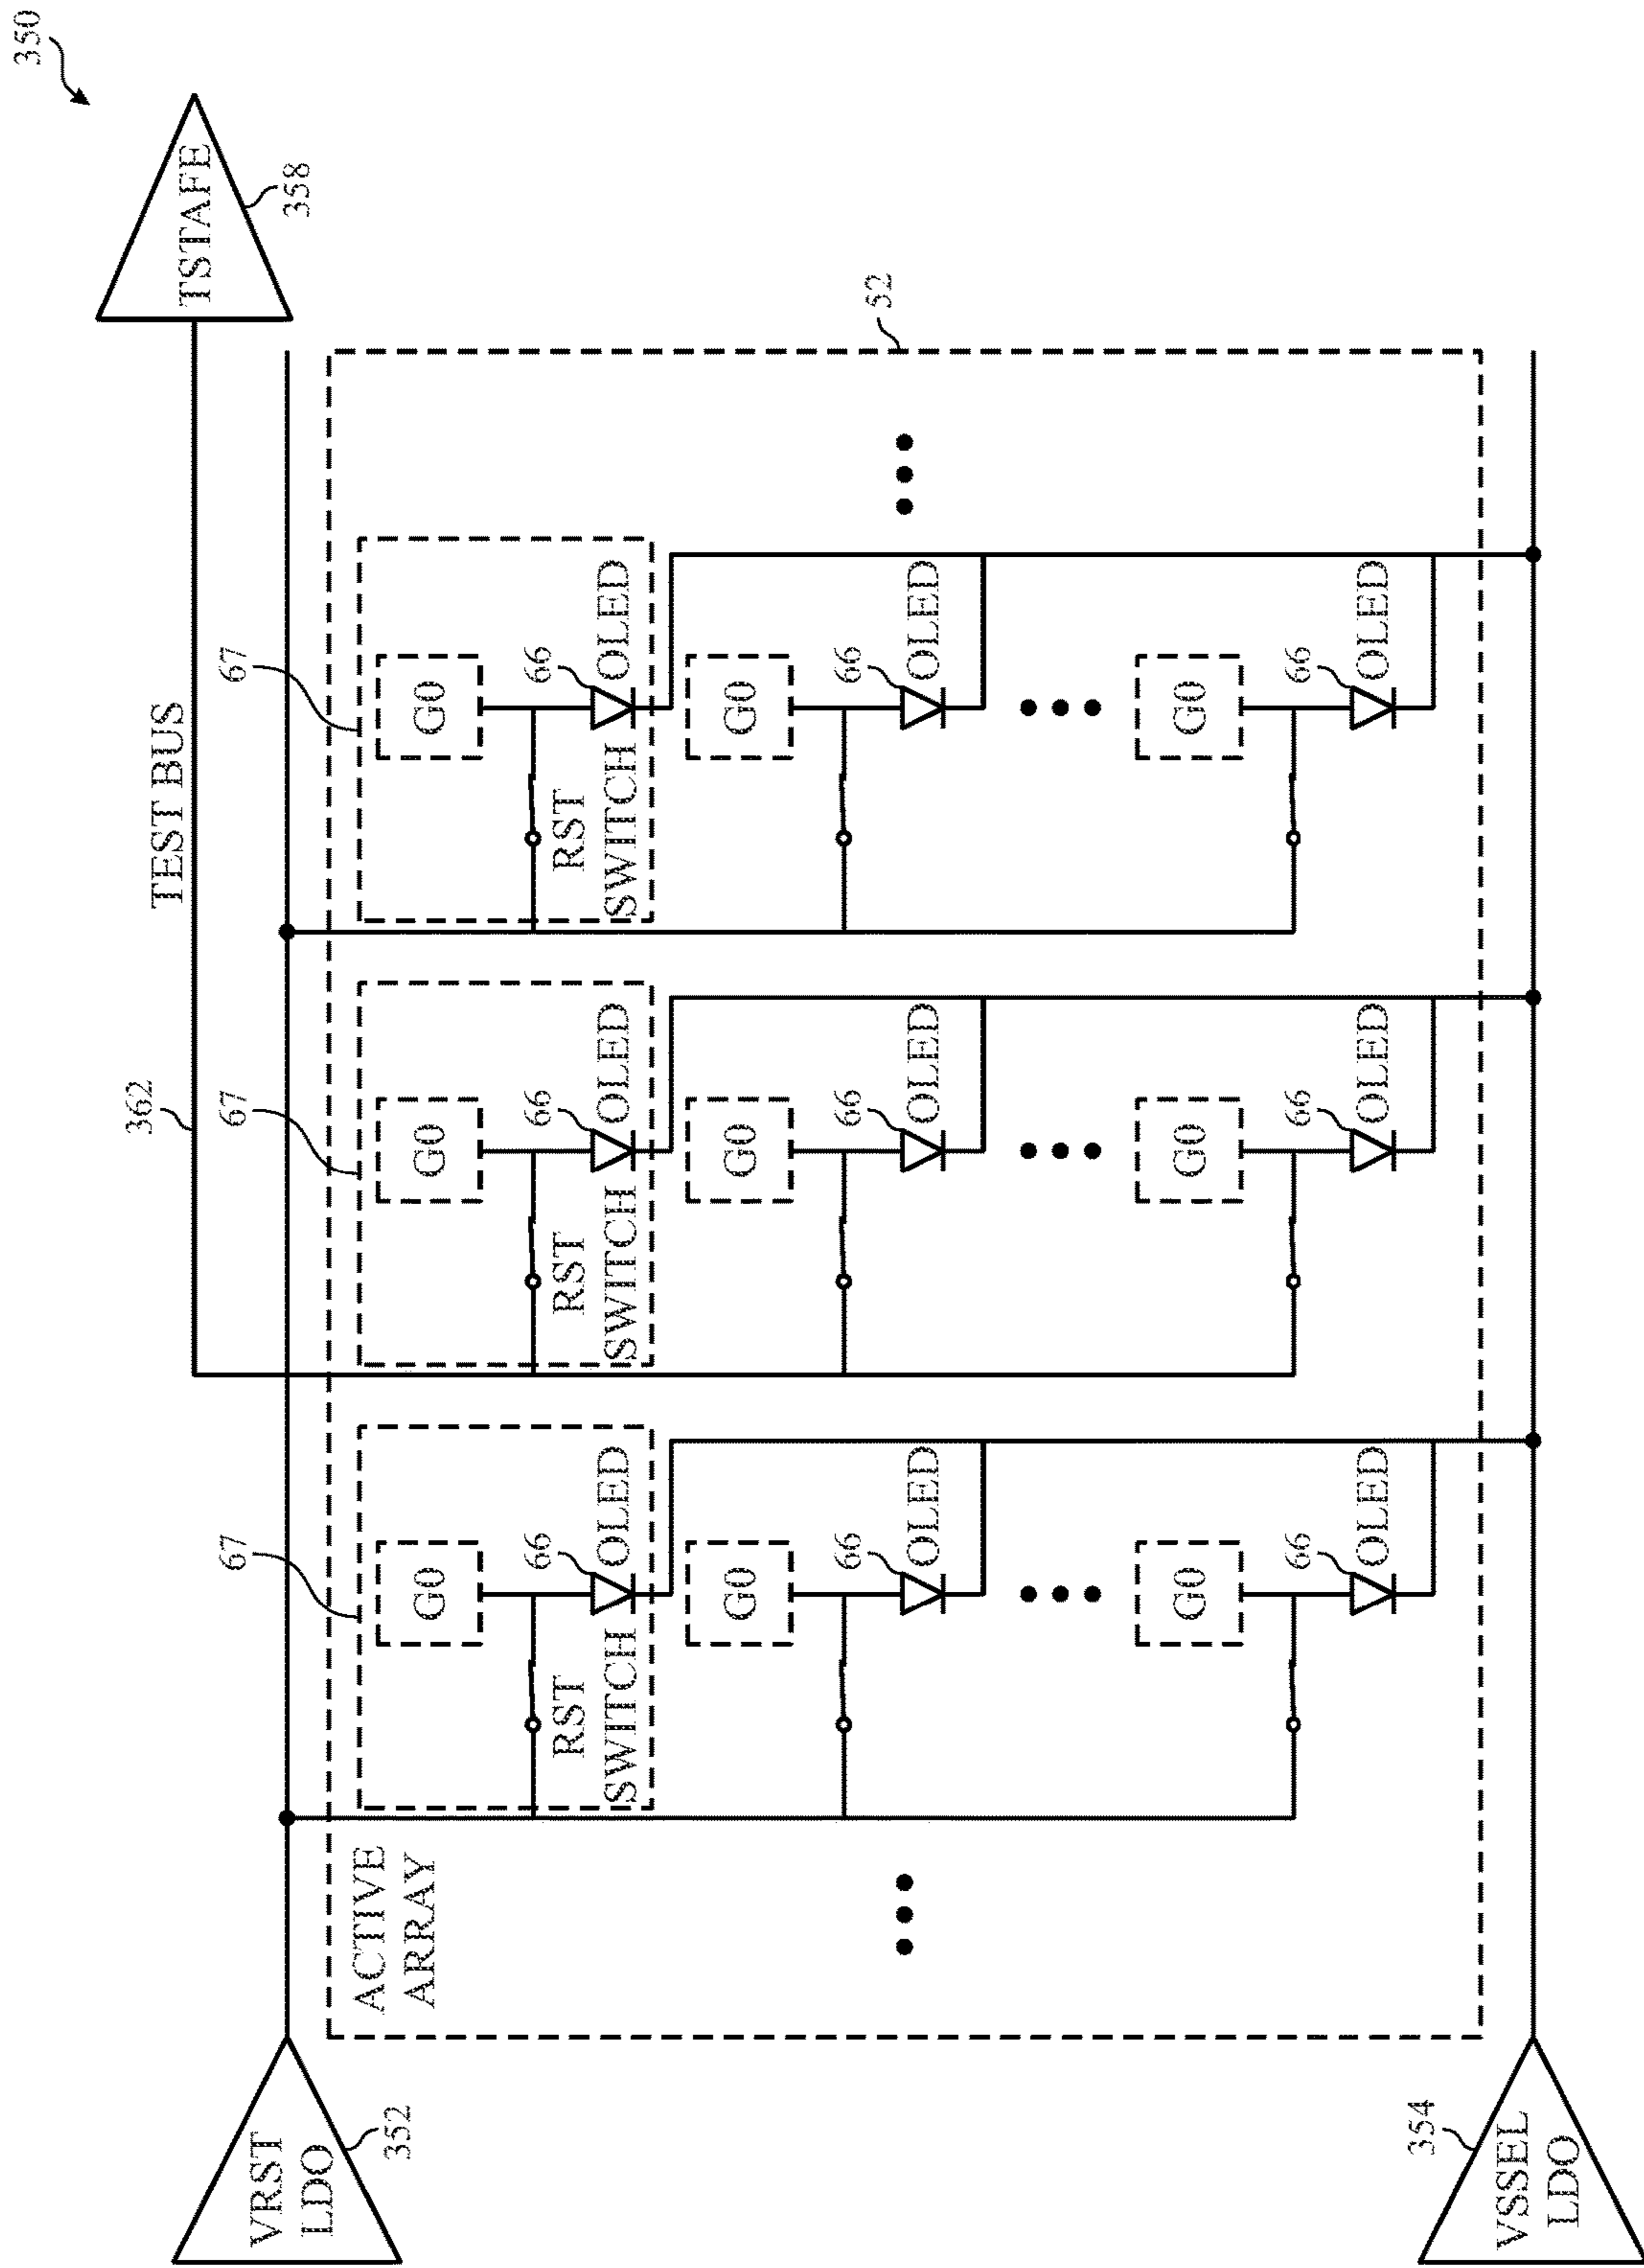 350
TSTAFE
358
TEST BUS
362
VRST
LDO
352
67
67
67
52
ACTIVE
ARRAY
G0
G0
G0
66
66
66
OLED
OLED
OLED
RST
SWITCH
RST
SWITCH
RST
SWITCH
G0
G0
G0
66
66
66
OLED
OLED
OLED
G0
G0
G0
66
66
66
OLED
OLED
OLED
354
VSSEL
LDO